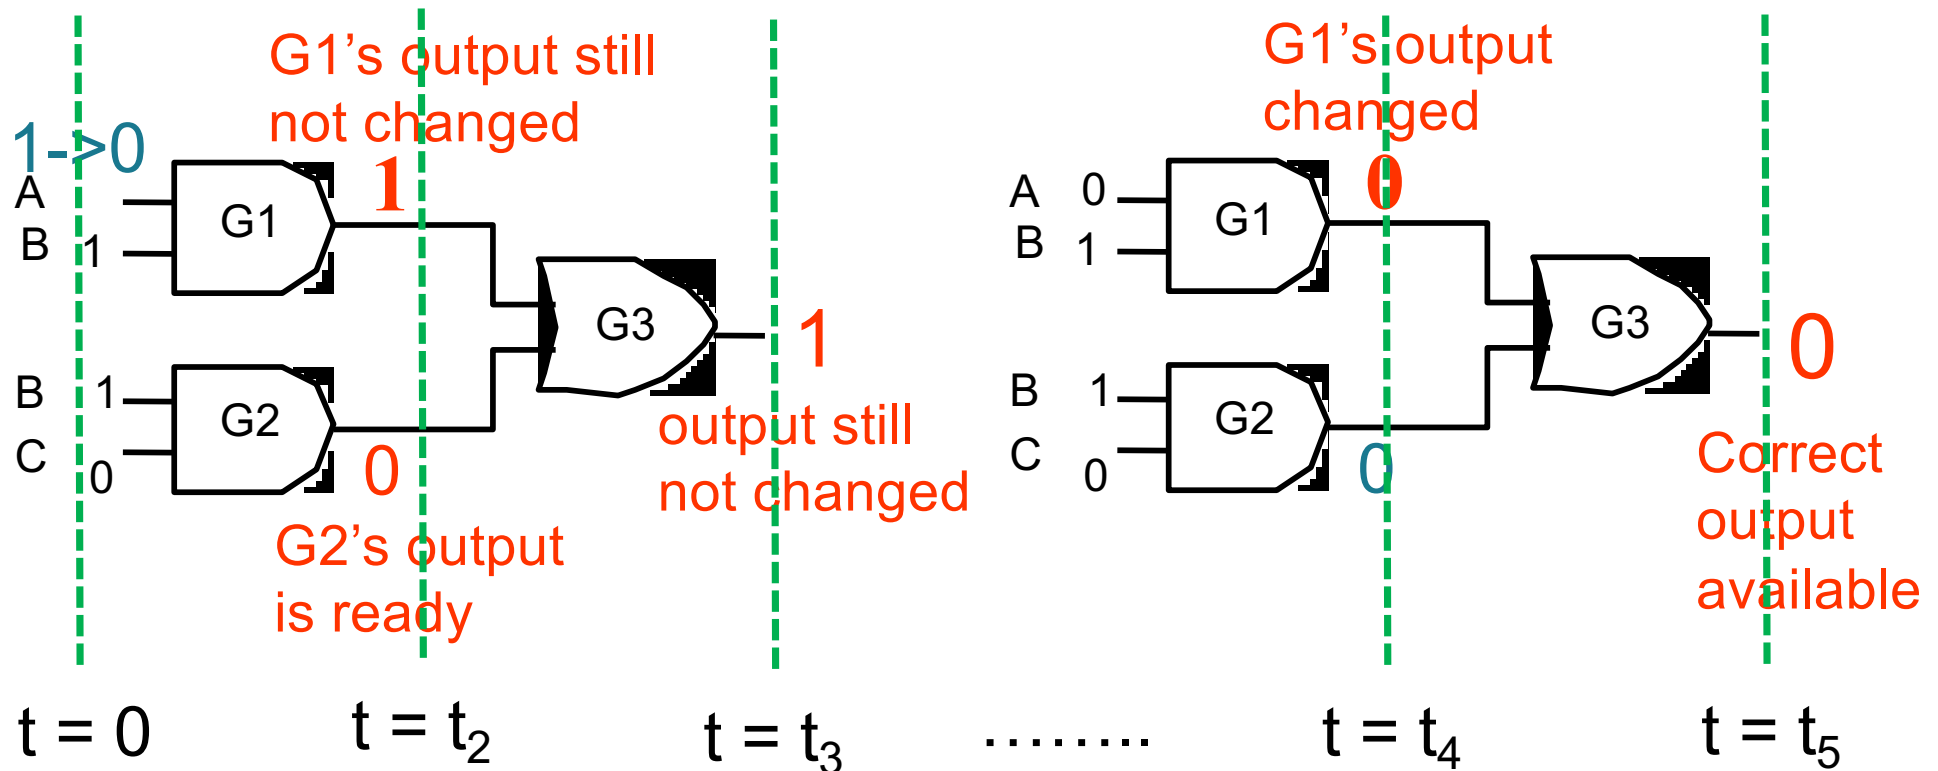 G1’s output still
not changed
1->0
A
B 1
G1
1
B 1
C 0
G2
0
G2’s output
is ready
G3
1
output still
not changed
G1’s output
changed
A 0
B 1
G1
0
B 1
C 0
G2
0
G3
0
Correct
output
available
t = 0
t = t₂
t = t₃
........
t = t₄
t = t₅